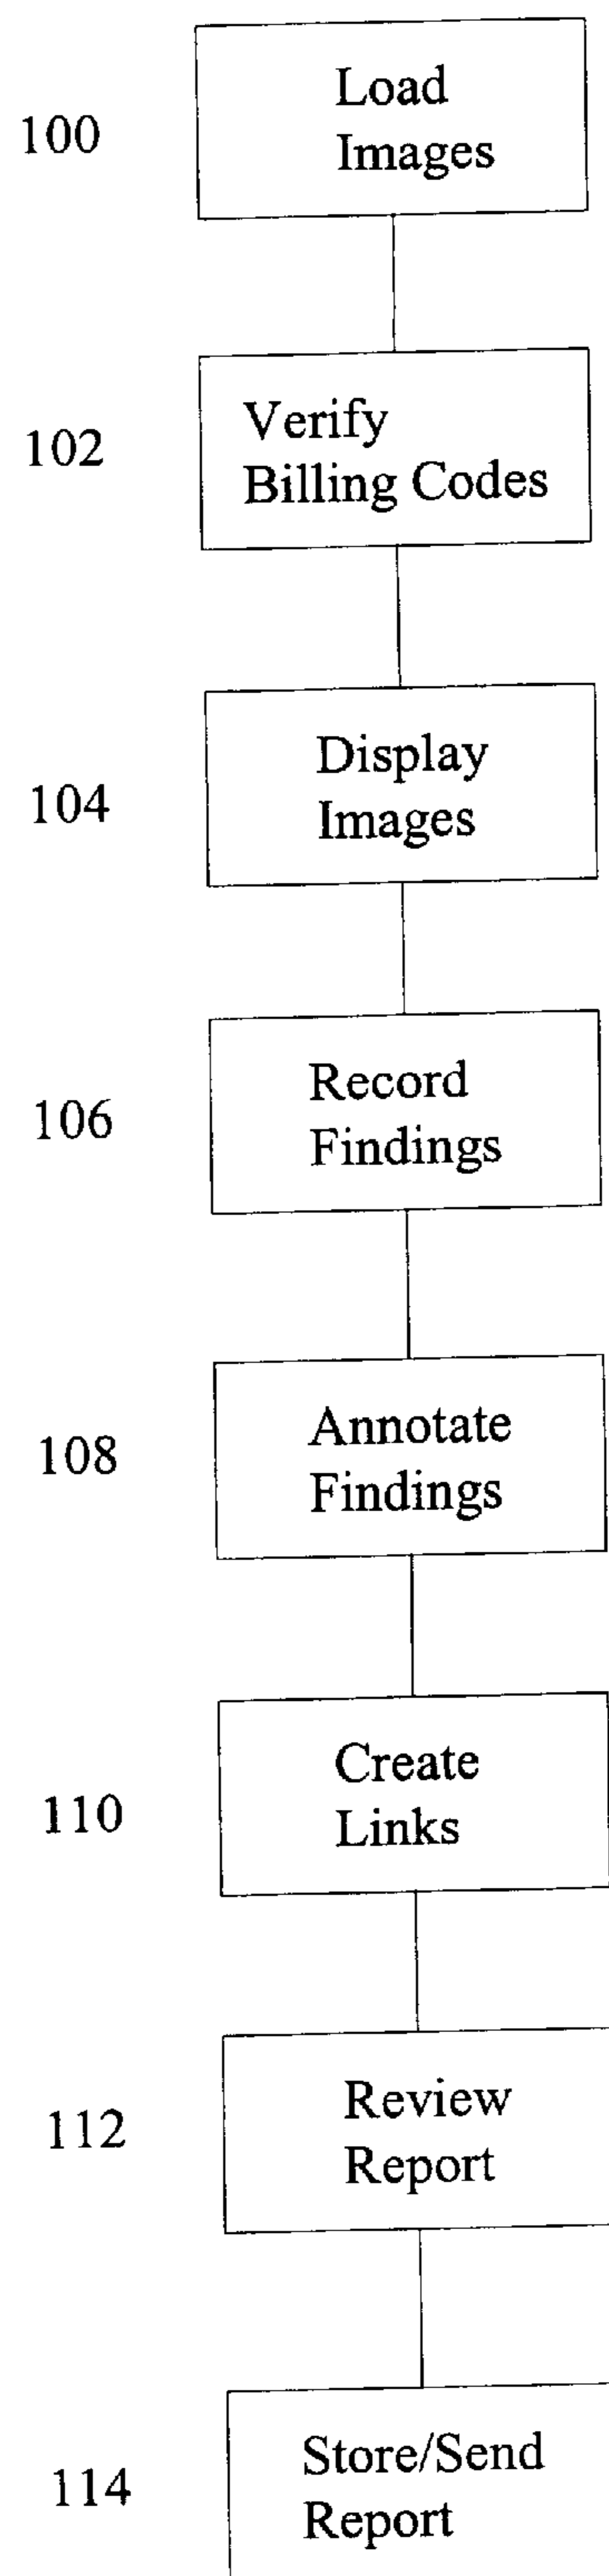 100
Load
Images
102
Verify
Billing Codes
104
Display
Images
106
Record
Findings
108
Annotate
Findings
110
Create
Links
112
Review
Report
114
Store/Send
Report